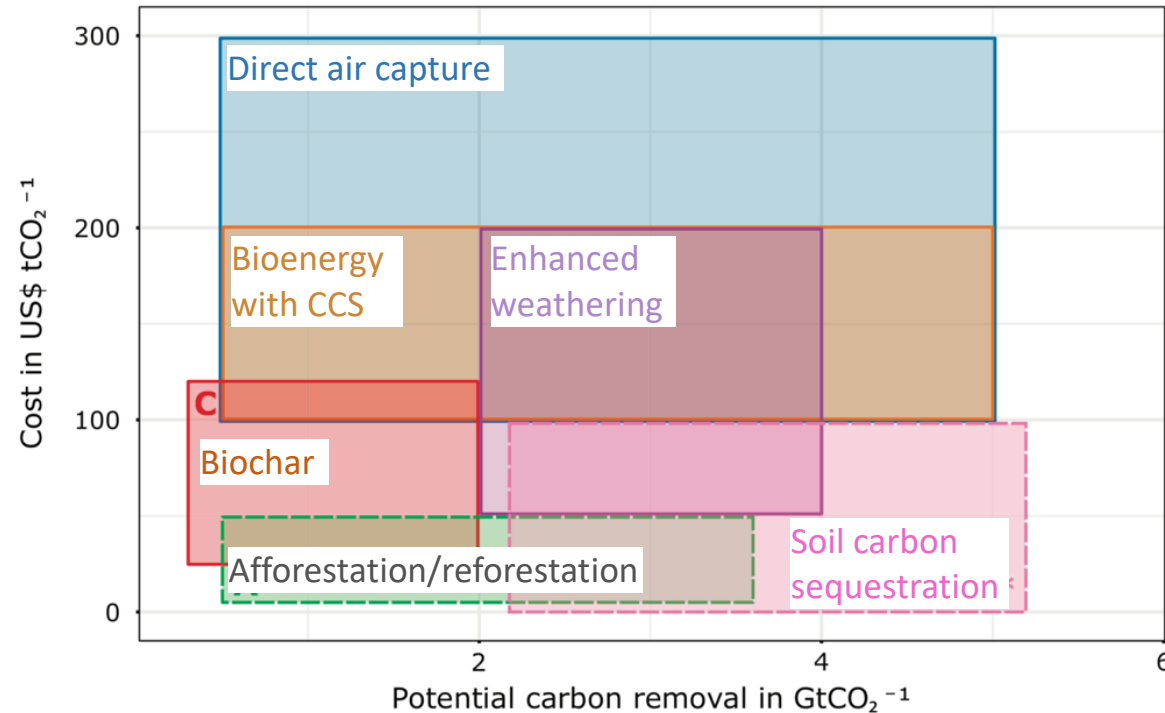 300
Direct air capture
200
Bioenergy
with CCS
Enhanced
weathering
C
100
Biochar
Afforestation/reforestation
Soil carbon
sequestration
0
2
4
6
Cost in US$ tCO₂⁻¹
Potential carbon removal in GtCO₂⁻¹